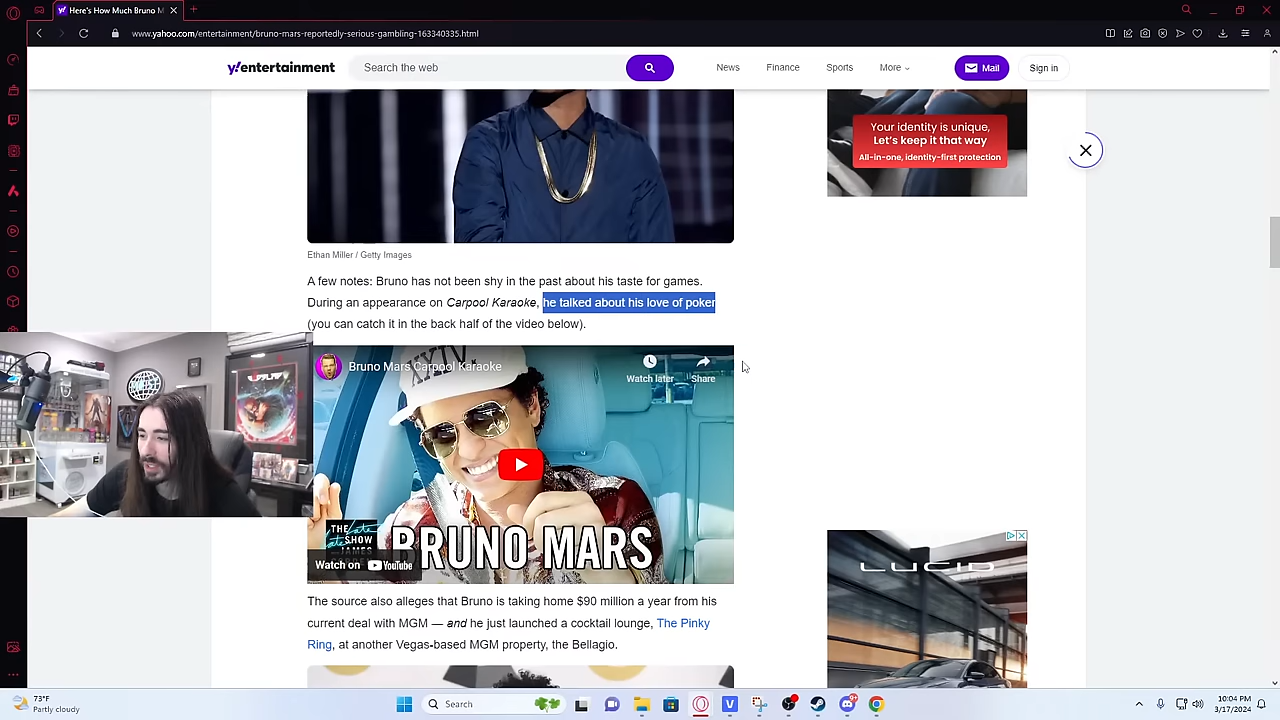 Here's How Much Bruno M
www.yahoo.com/entertainment/bruno-mars-reportedly-serious-gambling-163340335.html
y!entertainment
Search the web
News
Finance
Sports
More
Mail
Sign in
Your identity is unique,
Let's keep it that way
All-in-one, identity-first protection
Ethan Miller / Getty Images
A few notes: Bruno has not been shy in the past about his taste for games.
During an appearance on Carpool Karaoke, he talked about his love of poker
(you can catch it in the back half of the video below).
Bruno Mars Carpool Karaoke
Watch later
Share
THE
SHOW
BRUNO MARS
Watch on YouTube
LUCID
The source also alleges that Bruno is taking home $90 million a year from his
current deal with MGM — and he just launched a cocktail lounge, The Pinky
Ring, at another Vegas-based MGM property, the Bellagio.
73°F
Partly cloudy
Search
10:04 PM
3/17/2024